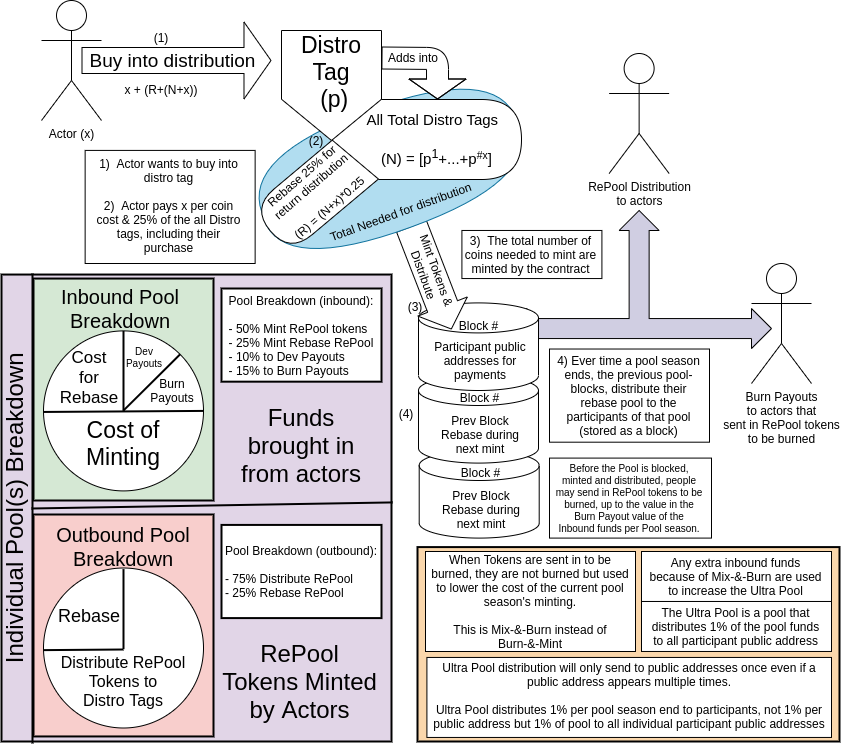 (1)
Buy into distribution
x + (R+(N+x))
Actor (x)
Distro
Tag
(p)
Adds into
All Total Distro Tags
(N) = [p1+...+p#x]
(2)
Rebase 25% for
return distribution
(R) = (N+x)*0.25
Total Needed for distribution
1)  Actor wants to buy into
distro tag
2)  Actor pays x per coin
cost & 25% of the all Distro
tags, including their
purchase
Mint Tokens &
Distribute
(3)
3)  The total number of
coins needed to mint are
minted by the contract
RePool Distribution
to actors
Burn Payouts
to actors that
sent in RePool tokens
to be burned
Block #
Participant public
addresses for
payments
(4)
Block #
Prev Block
Rebase during
next mint
Block #
Prev Block
Rebase during
next mint
4) Ever time a pool season
ends, the previous pool-
blocks, distribute their
rebase pool to the
participants of that pool
(stored as a block)
Before the Pool is blocked,
minted and distributed, people
may send in RePool tokens to be
burned, up to the value in the
Burn Payout value of the
Inbound funds per Pool season.
Individual Pool(s) Breakdown
Inbound Pool
Breakdown
Cost
for
Rebase
Dev
Payouts
Burn
Payouts
Cost of
Minting
Pool Breakdown (inbound):
- 50% Mint RePool tokens
- 25% Mint Rebase RePool
- 10% to Dev Payouts
- 15% to Burn Payouts
Funds
brought in
from actors
Outbound Pool
Breakdown
Rebase
Distribute RePool
Tokens to
Distro Tags
Pool Breakdown (outbound):
- 75% Distribute RePool
- 25% Rebase RePool
RePool
Tokens Minted
by Actors
When Tokens are sent in to be
burned, they are not burned but used
to lower the cost of the current pool
season's minting.
This is Mix-&-Burn instead of
Burn-&-Mint
Any extra inbound funds
because of Mix-&-Burn are used
to increase the Ultra Pool
The Ultra Pool is a pool that
distributes 1% of the pool funds
to all participant public address
Ultra Pool distribution will only send to public addresses once even if a
public address appears multiple times.
Ultra Pool distributes 1% per pool season end to participants, not 1% per
public address but 1% of pool to all individual participant public addresses